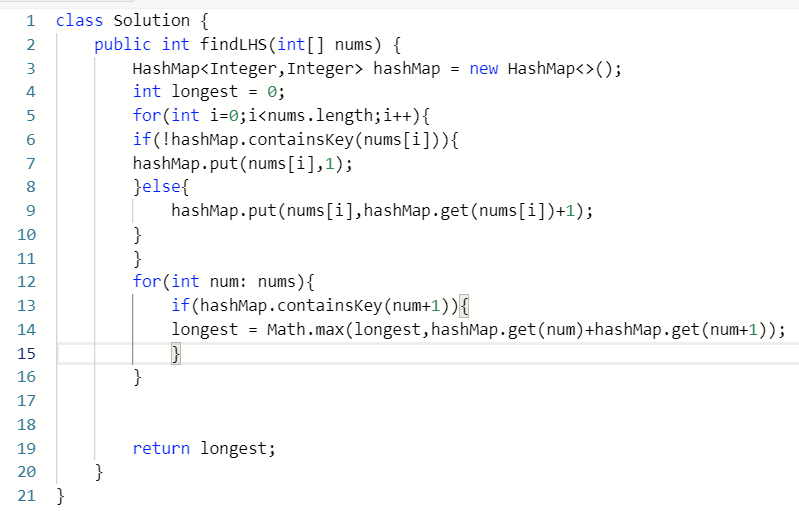 1 class Solution {
2 public int findLHS(int[] nums) {
3 HashMap<Integer,Integer> hashMap = new HashMap<>();
4 int longest = 0;
5 for(int i=0;i<nums.length;i++){
6 if(!hashMap.containsKey(nums[i])){
7 hashMap.put(nums[i],1);
8 }else{
9 hashMap.put(nums[i],hashMap.get(nums[i])+1);
10 }
11 }
12 for(int num: nums){
13 if(hashMap.containsKey(num+1)){
14 longest = Math.max(longest,hashMap.get(num)+hashMap.get(num+1));
15 }
16 }
17
18
19 return longest;
20 }
21 }